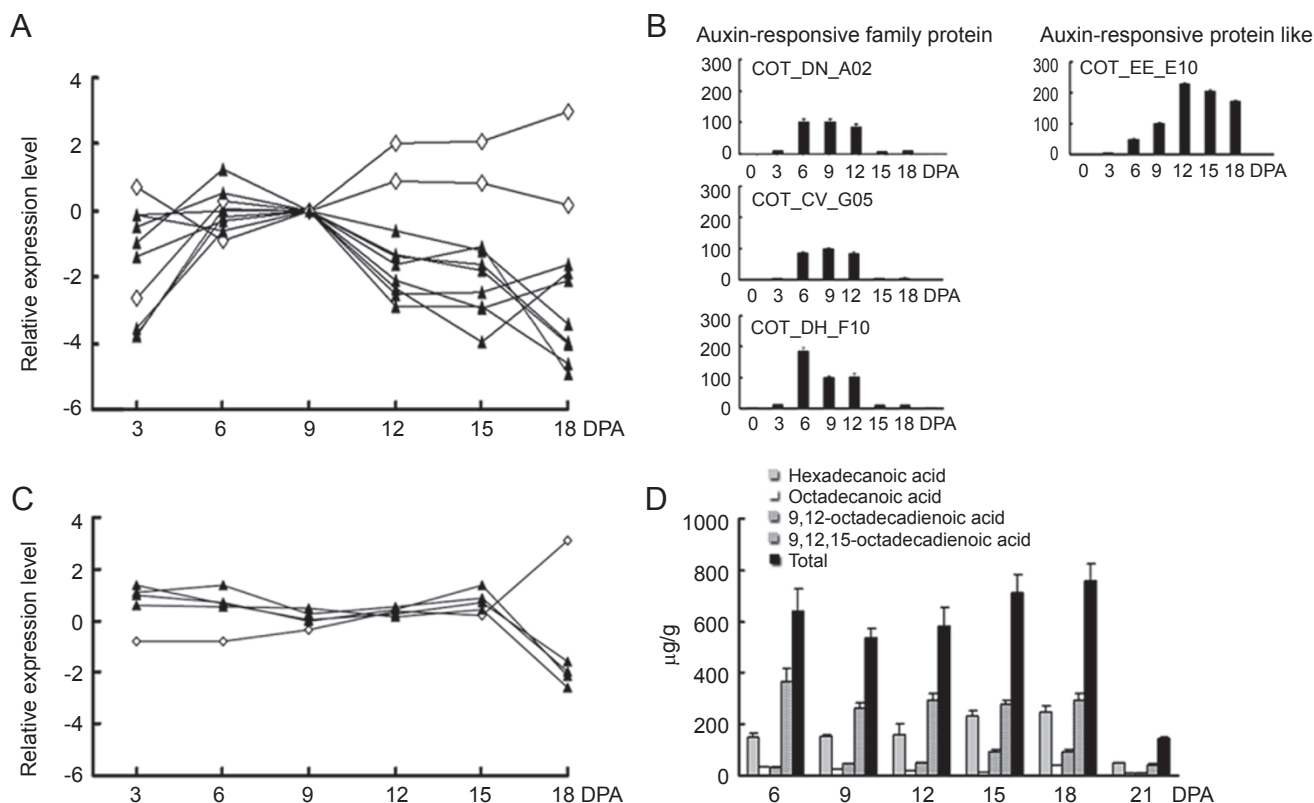 A
Relative expression level
4
2
0
-2
-4
-6
3 6 9 12 15 18 DPA
B
Auxin-responsive family protein
Auxin-responsive protein like
COT_DN_A02
300
200
100
0
0 3 6 9 12 15 18 DPA
COT_EE_E10
300
200
100
0
0 3 6 9 12 15 18 DPA
COT_CV_G05
300
200
100
0
0 3 6 9 12 15 18 DPA
COT_DH_F10
300
200
100
0
0 3 6 9 12 15 18 DPA
C
Relative expression level
4
2
0
-2
-4
-6
3 6 9 12 15 18 DPA
D
Hexadecanoic acid
Octadecanoic acid
9,12-octadecadienoic acid
9,12,15-octadecadienoic acid
Total
µg/g
1000
800
600
400
200
0
6 9 12 15 18 21 DPA